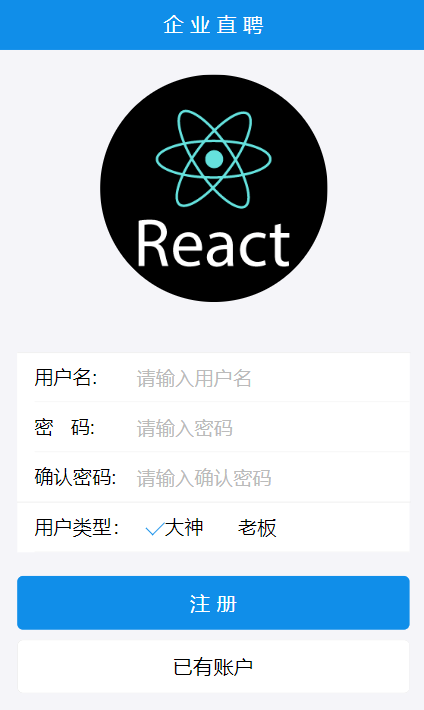 企业直聘
React
用户名: 请输入用户名
密 码: 请输入密码
确认密码: 请输入确认密码
用户类型: 大神 老板
注册
已有账户